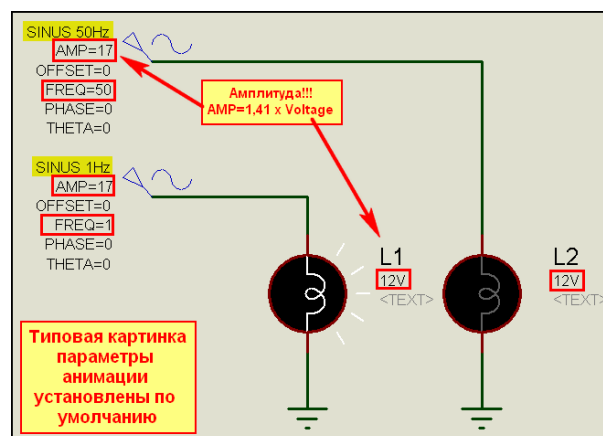 SINUS 50Hz
AMP=17
OFFSET=0
FREQ=50
PHASE=0
THETA=0
Амплитуда!!!
AMP=1,41 x Voltage
SINUS 1Hz
AMP=17
OFFSET=0
FREQ=1
PHASE=0
THETA=0
L1
12V
<TEXT>
L2
12V
<TEXT>
Типовая картинка
параметры
анимации
установлены по
умолчанию